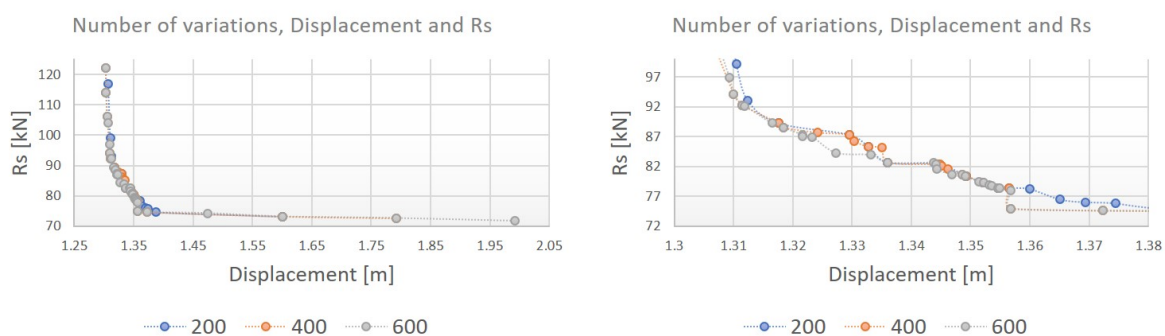 Number of variations, Displacement and Rs
120
110
100
90
80
70
Rs [kN]
1.25 1.35 1.45 1.55 1.65 1.75 1.85 1.95 2.05
Displacement [m]
200 400 600
Number of variations, Displacement and Rs
97
92
87
82
77
72
Rs [kN]
1.3 1.31 1.32 1.33 1.34 1.35 1.36 1.37 1.38
Displacement [m]
200 400 600